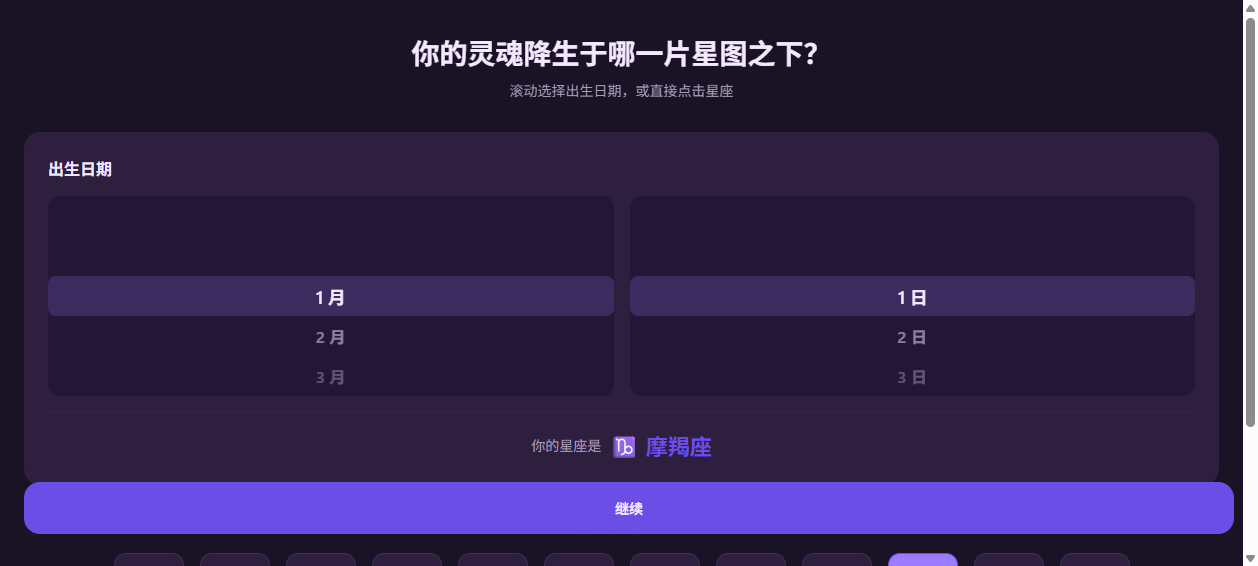 你的灵魂降生于哪一片星图之下？
滚动选择出生日期，或直接点击星座
出生日期
1 月
1 日
2 月
2 日
3 月
3 日
你的星座是 ♑ 摩羯座
继续